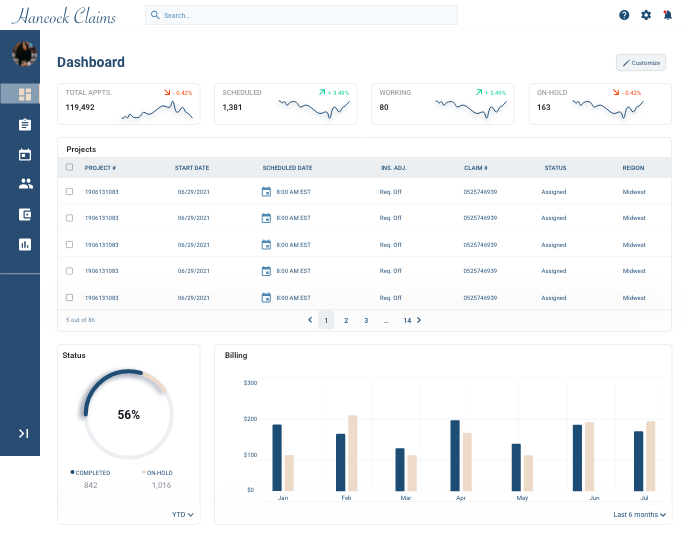 Hancock Claims
Search...
Dashboard
Customize
TOTAL APPTS. - 0.42%
119,492
SCHEDULED + 3.49%
1,381
WORKING + 3.49%
80
ON-HOLD - 0.42%
163
Projects
PROJECT # START DATE SCHEDULED DATE INS. ADJ. CLAIM # STATUS REGION
1906131083 06/29/2021 8:00 AM EST Req. Off 0525746939 Assigned Midwest
1906131083 06/29/2021 8:00 AM EST Req. Off 0525746939 Assigned Midwest
1906131083 06/29/2021 8:00 AM EST Req. Off 0525746939 Assigned Midwest
1906131083 06/29/2021 8:00 AM EST Req. Off 0525746939 Assigned Midwest
1906131083 06/29/2021 8:00 AM EST Req. Off 0525746939 Assigned Midwest
5 out of 86 1 2 3 ... 14
Status
56%
COMPLETED ON-HOLD
842 1,016
YTD
Billing
$300
$200
$100
$0
Jan Feb Mar Apr May Jun Jul
Last 6 months